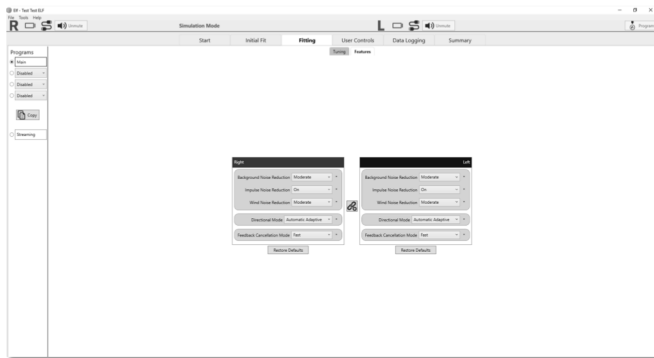 Elf - Test Test ELF
File Tools Help
R Unmute Simulation Mode L Unmute Program
Start Initial Fit Fitting User Controls Data Logging Summary
Tuning Features
Programs
Main
Disabled
Disabled
Disabled
Copy
Streaming
Right Left
Background Noise Reduction Moderate Background Noise Reduction Moderate
Impulse Noise Reduction On Impulse Noise Reduction On
Wind Noise Reduction Moderate Wind Noise Reduction Moderate
Directional Mode Automatic Adaptive Directional Mode Automatic Adaptive
Feedback Cancellation Mode Fast Feedback Cancellation Mode Fast
Restore Defaults Restore Defaults